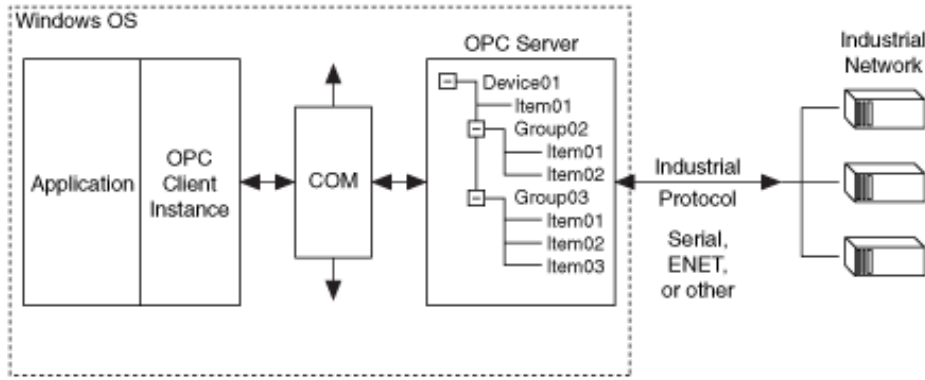 Windows OS
Application
OPC
Client
Instance
COM
OPC Server
Device01
Item01
Group02
Item01
Item02
Group03
Item01
Item02
Item03
Industrial
Protocol
Serial,
ENET,
or other
Industrial
Network